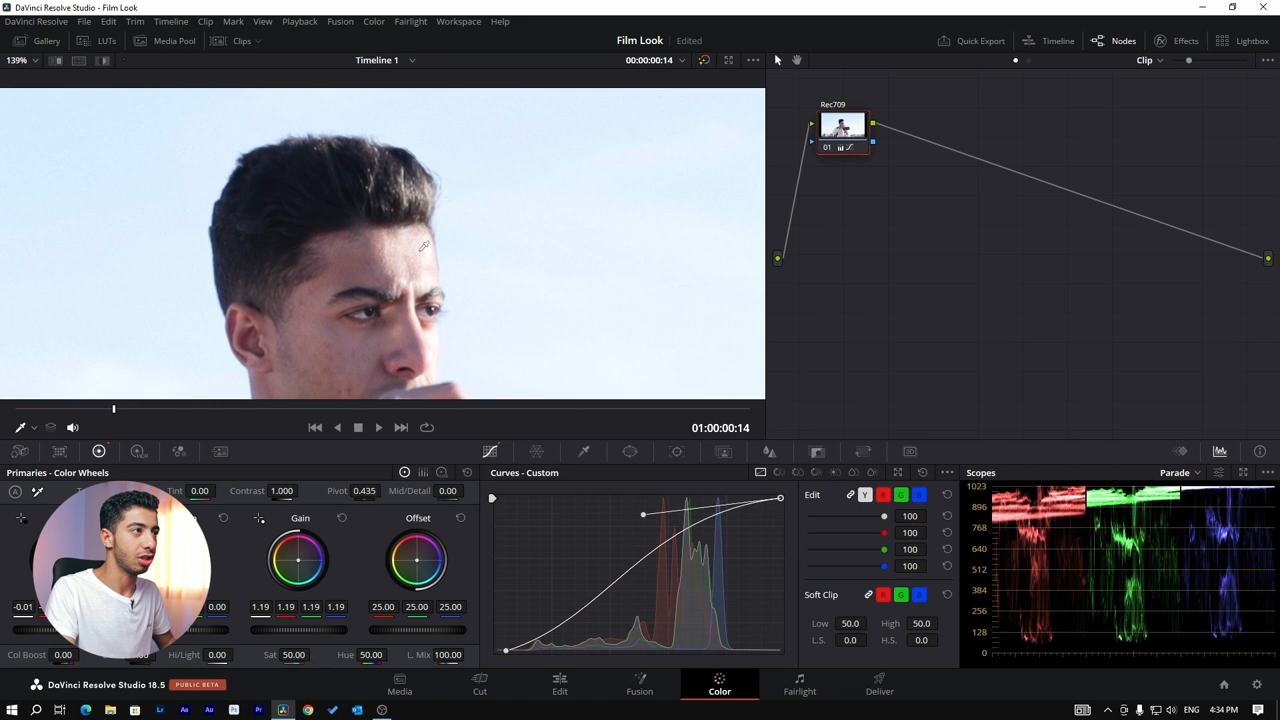 DaVinci Resolve Studio - Film Look
DaVinci Resolve File Edit Trim Timeline Clip Mark View Playback Fusion Color Fairlight Workspace Help
Gallery LUTs Media Pool Clips Film Look Edited Quick Export Timeline Nodes Effects Lightbox
139% Timeline 1 00:00:00:14 Clip
Rec709
01
01:00:00:14
Primaries - Color Wheels Curves - Custom Scopes Parade
Tint 0.00 Contrast 1.000 Pivot 0.435 Mid/Detail 0.00
Gain Offset
-0.01 0.00 1.19 1.19 1.19 1.19 25.00 25.00 25.00
Col Boost 0.00 Hi/Light 0.00 Sat 50.00 Hue 50.00 L. Mix 100.00
Edit Y R G B
100
100
100
100
Soft Clip R G B
Low 50.0 High 50.0
L.S. 0.0 H.S. 0.0
1023
896
768
640
512
384
256
128
0
DaVinci Resolve Studio 18.5 PUBLIC BETA
Media Cut Edit Fusion Color Fairlight Deliver
Lr Ae Au Ps Pr
4:34 PM